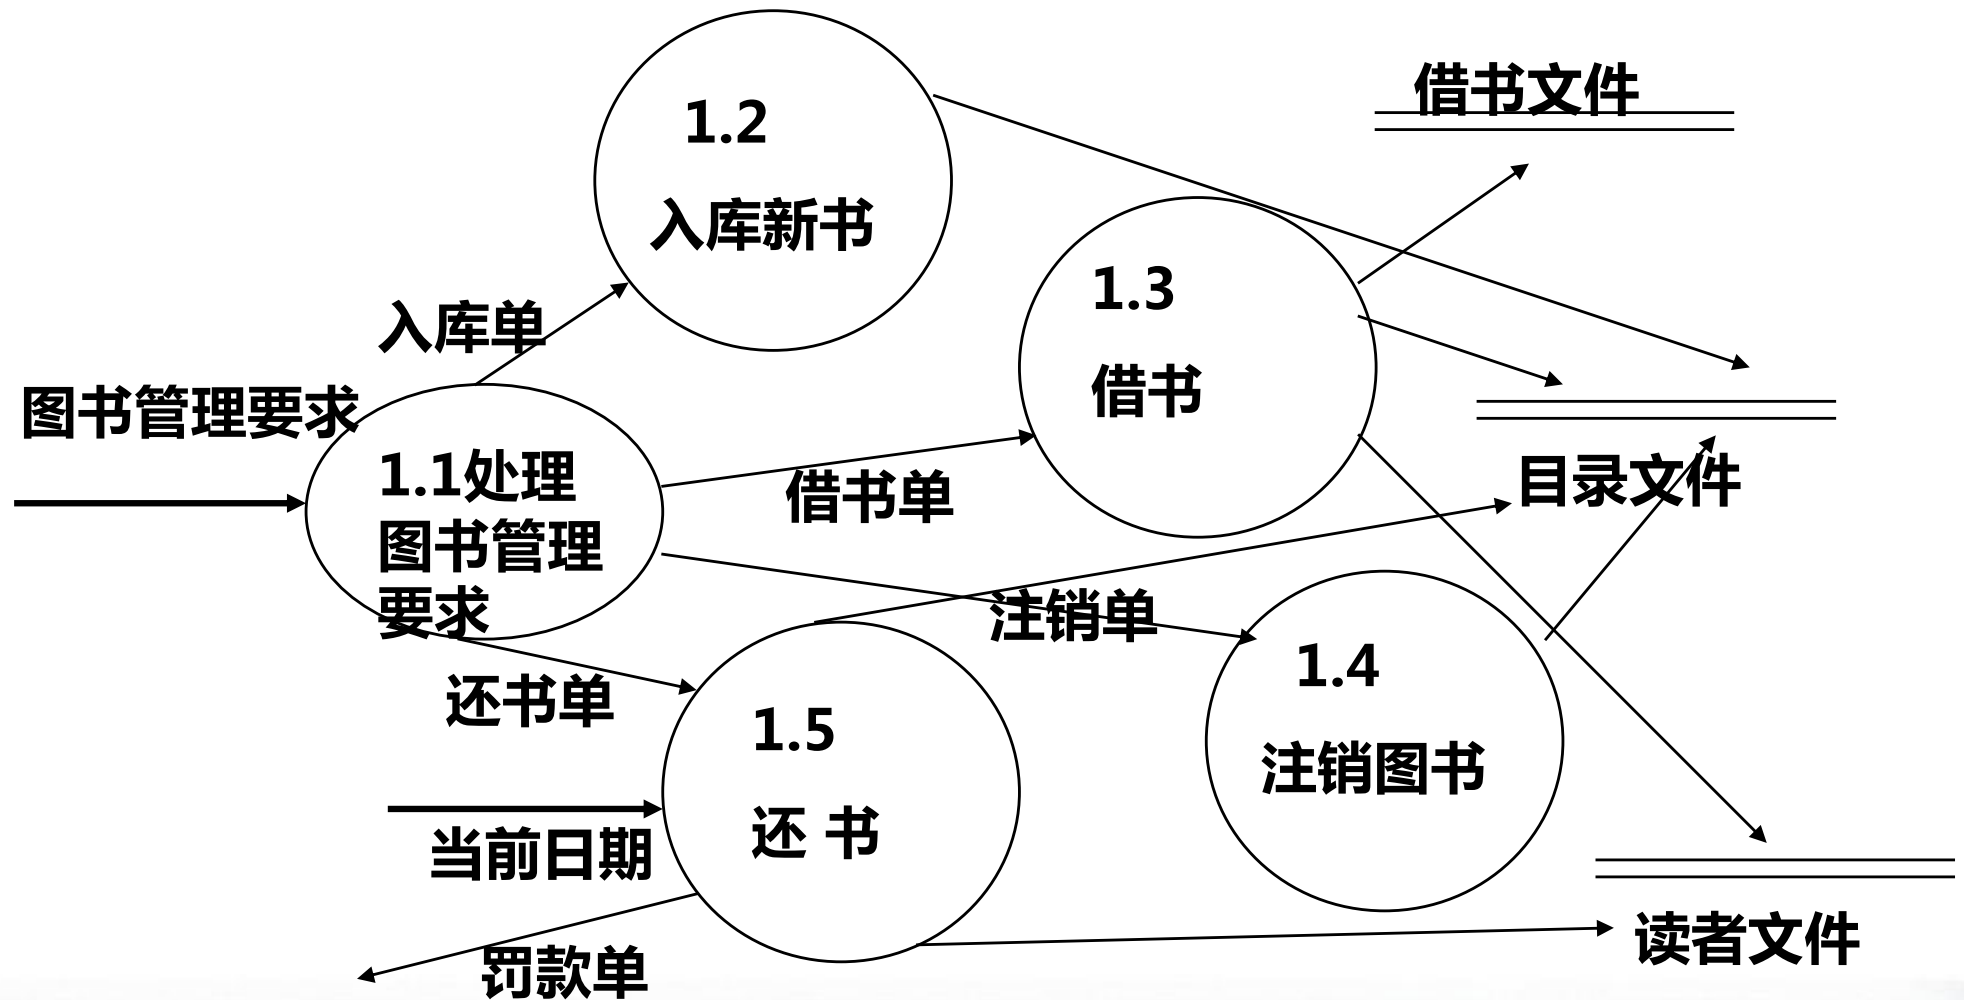 借书文件
1.2
入库新书
1.3
借书
入库单
图书管理要求
1.1处理
图书管理
要求
借书单
目录文件
注销单
还书单
1.4
注销图书
1.5
还 书
当前日期
罚款单
读者文件